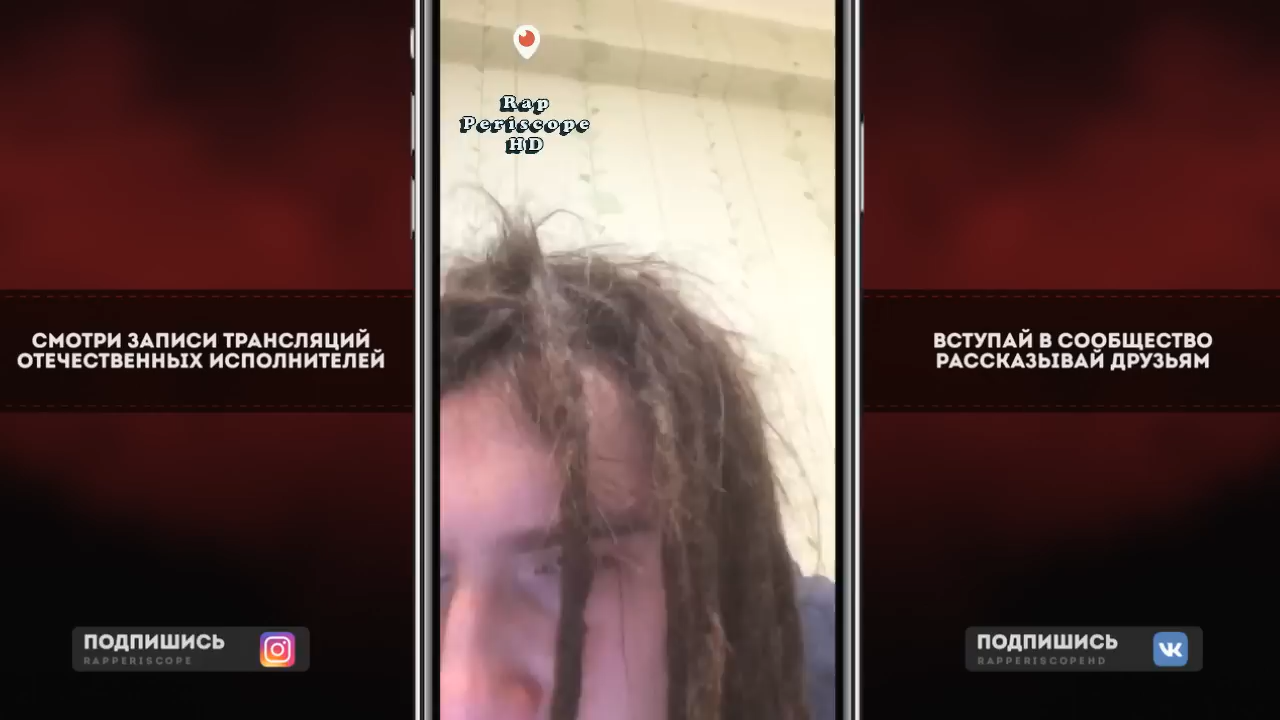 Rap
Periscope
HD
СМОТРИ ЗАПИСИ ТРАНСЛЯЦИЙ
ОТЕЧЕСТВЕННЫХ ИСПОЛНИТЕЛЕЙ
ВСТУПАЙ В СООБЩЕСТВО
РАССКАЗЫВАЙ ДРУЗЬЯМ
ПОДПИШИСЬ
RAPPERISCOPE
ПОДПИШИСЬ
RAPPERISCOPEHD